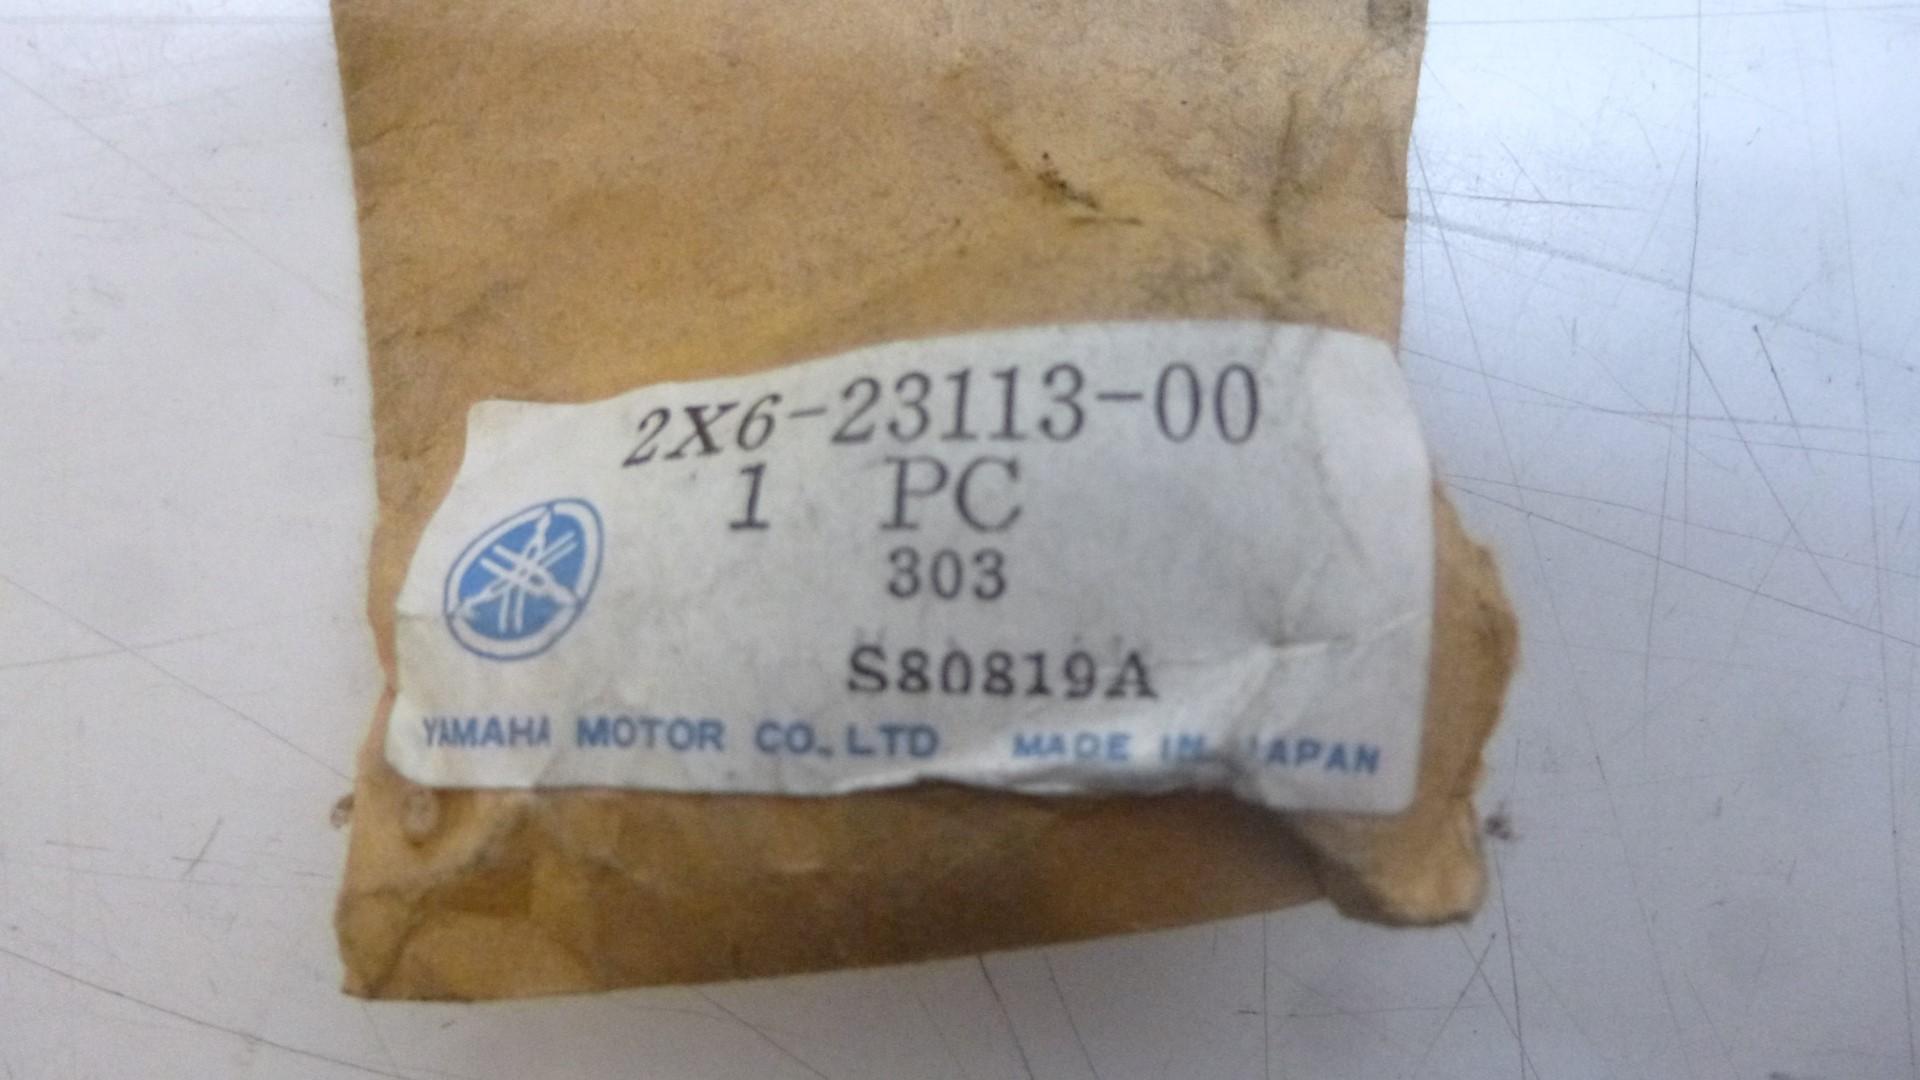 2X6-23113-00
1 PC
303
S80819A
YAMAHA MOTOR CO., LTD MADE IN JAPAN